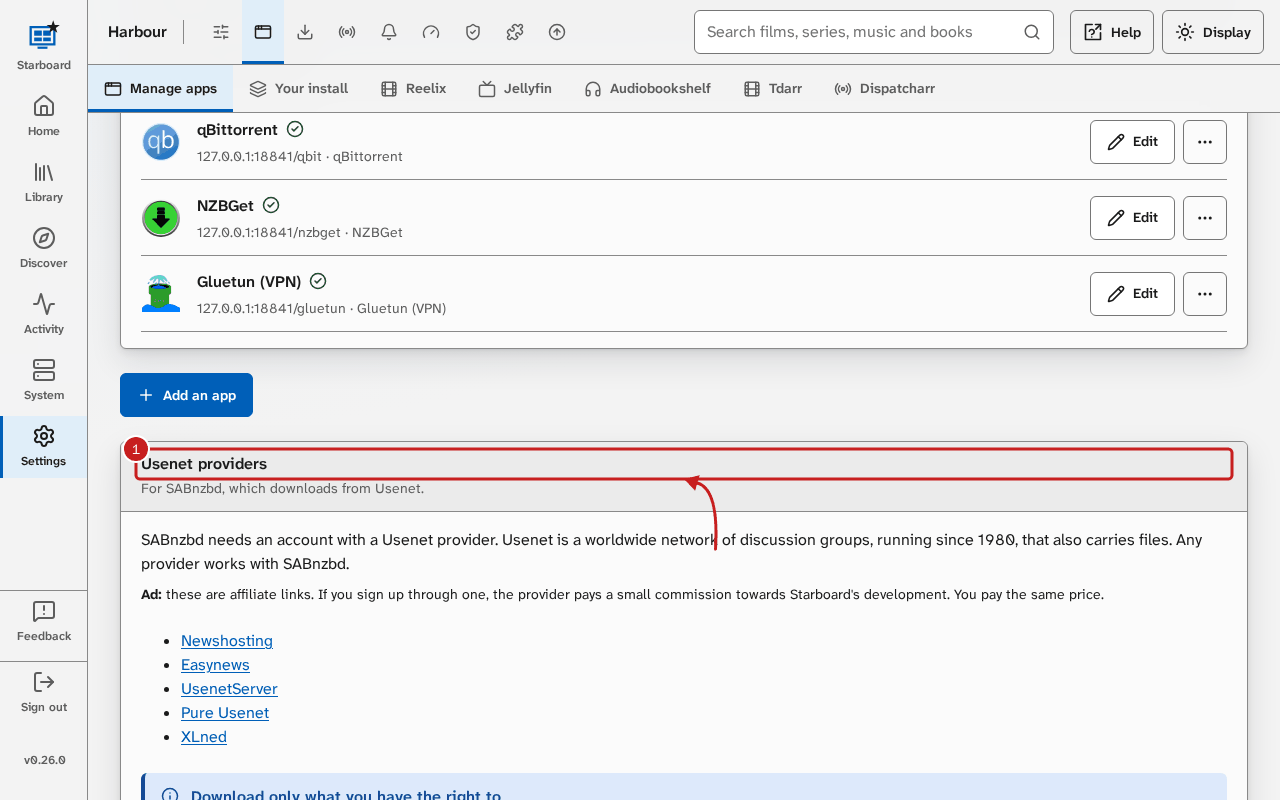 Starboard
Home
Library
Discover
Activity
System
Settings
Feedback
Sign out
v0.26.0
Harbour
Search films, series, music and books
Help
Display
Manage apps
Your install
Reelix
Jellyfin
Audiobookshelf
Tdarr
Dispatcharr
qb
qBittorrent
127.0.0.1:18841/qbit · qBittorrent
Edit
NZBGet
127.0.0.1:18841/nzbget · NZBGet
Edit
Gluetun (VPN)
127.0.0.1:18841/gluetun · Gluetun (VPN)
Edit
Add an app
1
Usenet providers
For SABnzbd, which downloads from Usenet.
SABnzbd needs an account with a Usenet provider. Usenet is a worldwide network of discussion groups, running since 1980, that also carries files. Any
provider works with SABnzbd.
Ad: these are affiliate links. If you sign up through one, the provider pays a small commission towards Starboard's development. You pay the same price.
Newshosting
Easynews
UsenetServer
Pure Usenet
XLned
Download only what you have the right to